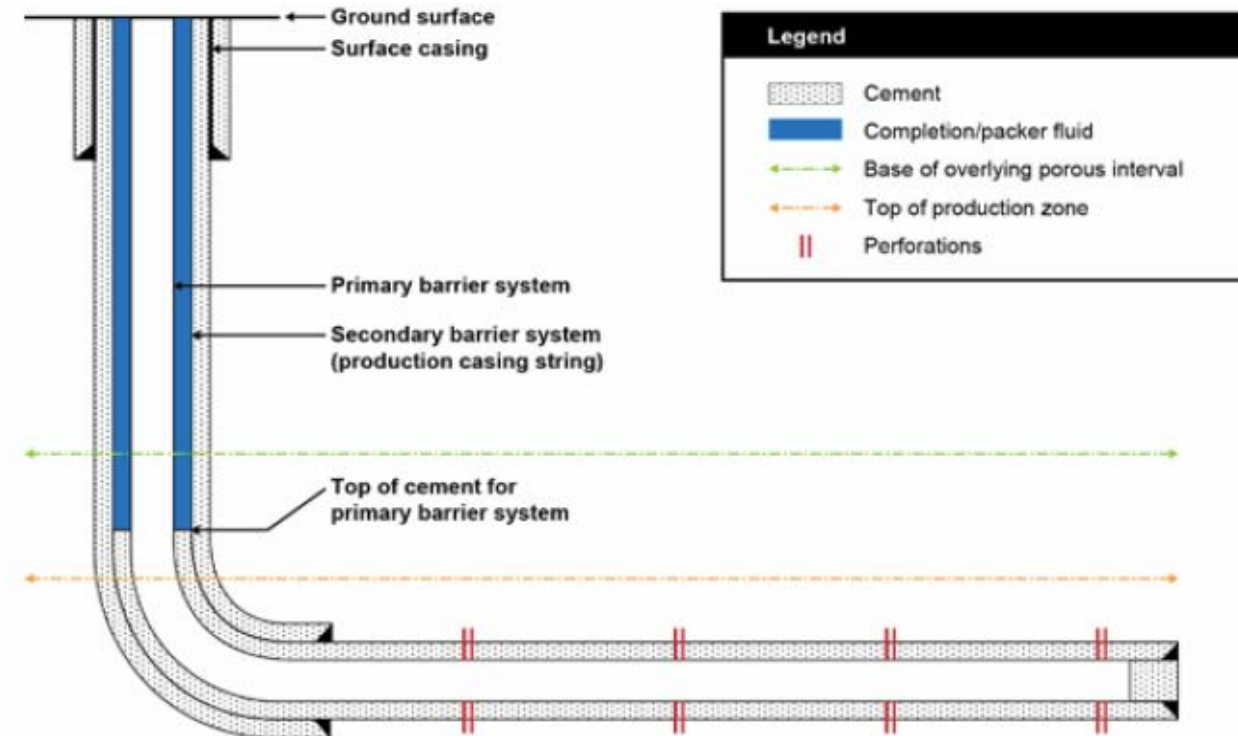 Ground surface
Surface casing
Legend
Cement
Completion/packer fluid
Base of overlying porous interval
Top of production zone
Perforations
Primary barrier system
Secondary barrier system
(production casing string)
Top of cement for
primary barrier system